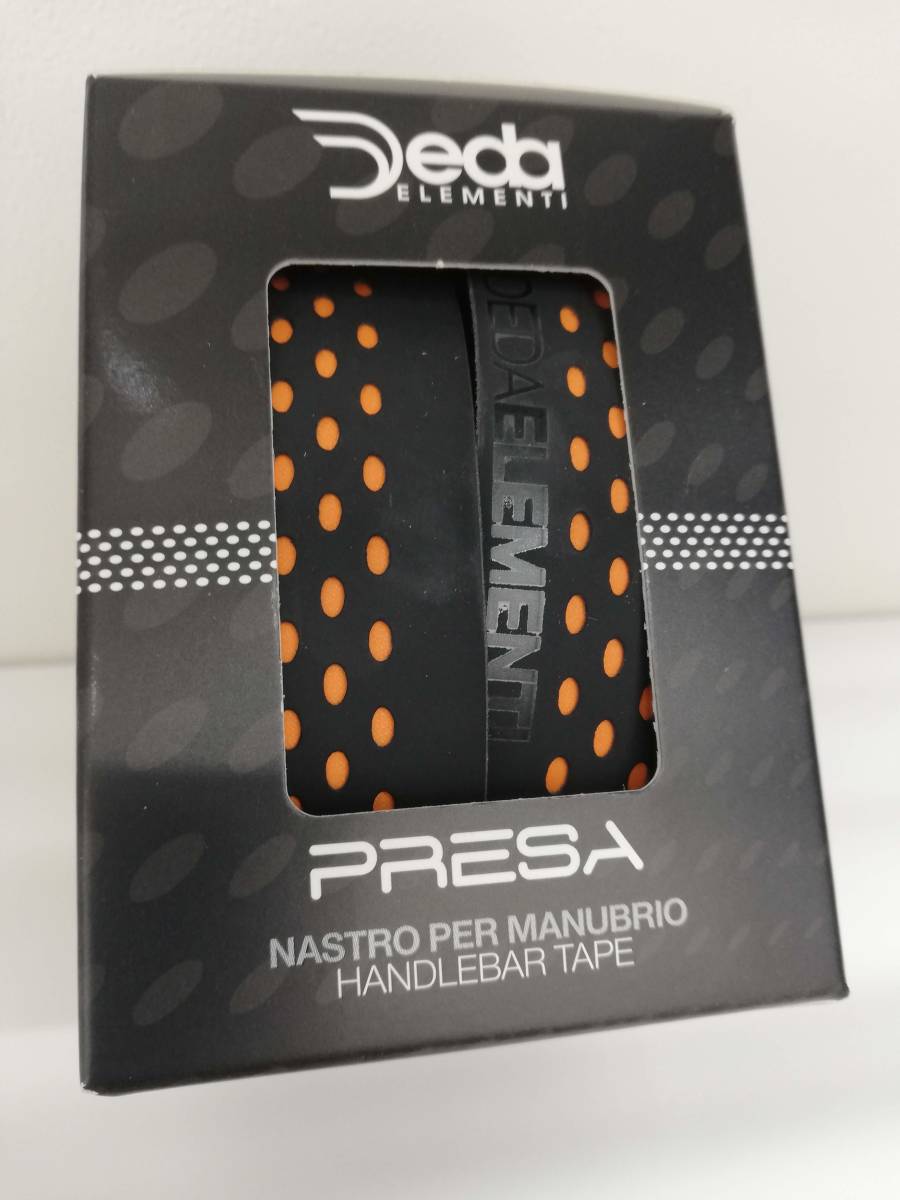 Deda
ELEMENTI
DEDAELEMENTI
PRESA
NASTRO PER MANUBRIO
HANDLEBAR TAPE